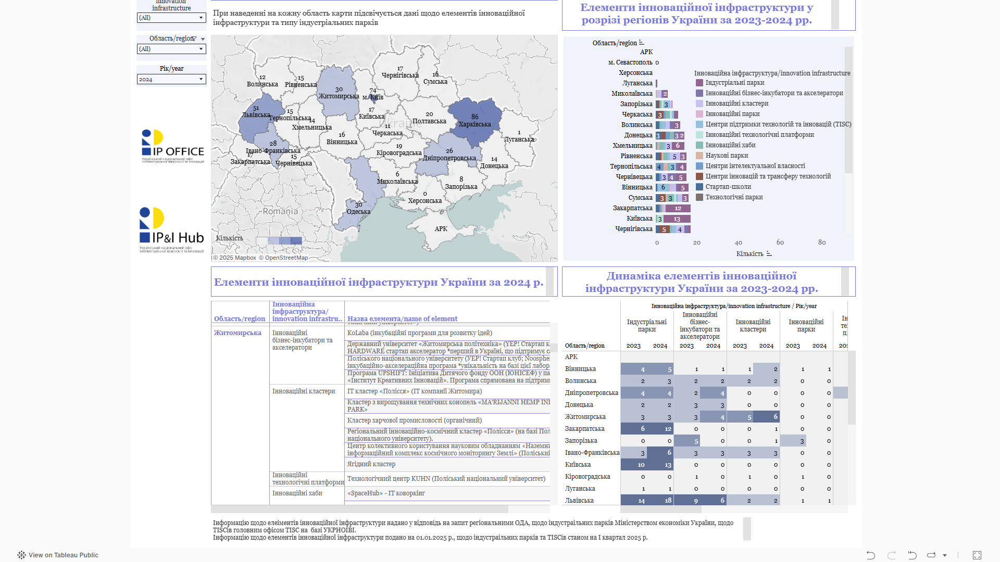 innovation
infrastructure
(All)
Область/region
(All)
Рік/year
2024
IP OFFICE
Український національний офіс
інтелектуальної власності та інновацій
IP&I Hub
Український національний офіс
інтелектуальної власності та інновацій
При наведенні на кожну область карти підсвічується дані щодо елементів інноваційної
інфраструктури та типу індустріальних парків
12
Волинська
15
Рівненська
30
Житомирська
74
м. Київ
17
Чернігівська
16
Сумська
51
Львівська
15
Тернопільська
14
Хмельницька
17
Київська
20
Полтавська
86
Харківська
Ukraine
11
Черкаська
16
Вінницька
1
Луганська
28
Івано-Франківська
17
Закарпатська
15
Чернівецька
19
Кіровоградська
26
Дніпропетровська
14
Донецька
6
Миколаївська
8
Запорізька
0
Херсонська
30
Одеська
Romania
АРК
Кількість
© 2025 Mapbox © OpenStreetMap
Елементи інноваційної інфраструктури у
розрізі регіонів України за 2023-2024 рр.
Область/region
АРК
м. Севастополь 0
Херсонська
Луганська
Миколаївська 2
Запорізька 3
Черкаська 3
Волинська 3
Донецька 3 3 2
Хмельницька 3 6
Рівненська 5 3
Тернопільська 4 3 4
Чернівецька 3 4 5
Вінницька 6 5
Сумська 3 3 3
Закарпатська 12
Київська 3 13
Чернігівська 5 4
0 20 40 60 80
Кількість
Інноваційна інфраструктура/innovation infrastructure
Індустріальні парки
Інноваційні бізнес-інкубатори та акселератори
Інноваційні кластери
Інноваційні парки
Центри підтримки технологій та інновацій (TISC)
Інноваційні технологічні платформи
Інноваційні хаби
Наукові парки
Центри інтелектуальної власності
Центри інновацій та трансферу технологій
Стартап-школи
Технологічні парки
Елементи інноваційної інфраструктури України за 2024 р.
Область/region
Інноваційна
інфраструктура/
innovation infrastru..
Назва елемента/name of element
Житомирська
Інноваційні
бізнес-інкубатори та
акселератори
KoLaba (інкубаційні програми для розвитку ідей)
Державний університет «Житомирська політехніка» (YEP! Стартап к
HARDWARE стартап акселератор *перший в Україні, що підтримує с
Поліського національного університету (УЕР! Стартап клуб; Noosphe
інкубаційно-акселераційна програма *унікальність на базі цієї лабор
Програма UPSHIFT: Ініціатива Дитячого фонду ООН (ЮНІСЕФ) у па
«Інститут Креативних Інновацій». Програма спрямована на підтрим
Інноваційні кластери
ІТ кластер «Полісся» (ІТ компанії Житомира)
Кластер з вирощування технічних конопель «MA'RIJANNI HEMP IN
PARK»
Кластер харчової промисловості (органічний)
Регіональний інноваційно-космічний кластер «Полісся» (на базі Пол
національного університету).
Центр колективного користування науковим обладнанням «Наземни
інформаційний комплекс космічного моніторингу Землі» (Поліськиї
Ягідний кластер
Інноваційні
технологічні платформи
Технологічний центр KUHN (Поліський національний університет)
Інноваційні хаби
«SpaceHub» - ІТ коворкінг
Динаміка елементів інноваційної
інфраструктури України за 2023-2024 рр.
Інноваційна інфраструктура/innovation infrastructure / Рік/year
Індустріальні
парки
Інноваційні
бізнес-
інкубатори та
акселератори
Інноваційні
кластери
Інноваційні
парки
Ін
те
п
Область/region 2023 2024 2023 2024 2023 2024 2023 2024 202
АРК
Вінницька 4 5 1 1 1 2 1 1
Волинська 2 3 2 2 2 2 0 0
Дніпропетровська 4 4 2 4 0 0 0 0
Донецька 2 2 3 3 0 0 0 0
Житомирська 3 3 3 4 5 6 0 0
Закарпатська 6 12 0 0 0 1 0 0
Запорізька 0 0 5 0 0 1 3 0
Івано-Франківська 3 6 3 3 3 3 0 0
Київська 10 13 0 0 0 0 0 0
Кіровоградська 0 0 1 0 1 0 1 0
Луганська 1 1 0 0 0 0 0 0
Львівська 14 18 9 6 2 2 1 1
Інформацію щодо елеіментів інноваційної інфраструктури надано у відповідь на запит регіональними ОДА, щодо індустраільних парків Міністерством економіки України, щодо
TISCів головним офісом TISC на базі УКРНОІВІ.
Інформацію щодо елементів інноваційної інфраструктури подано на 01.01.2025 р., щодо індустраільних парків та TISCів станом на I квартал 2025 р.
View on Tableau Public